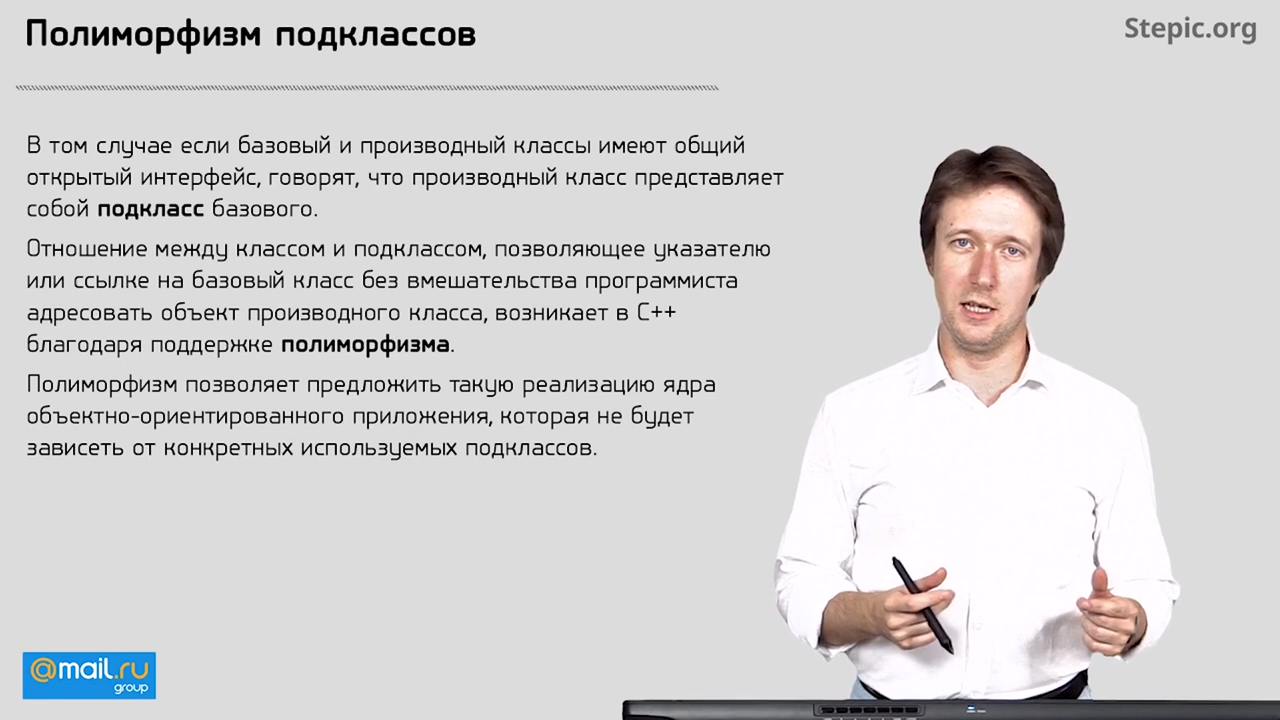 Полиморфизм подклассов
Stepic.org
В том случае если базовый и производный классы имеют общий
открытый интерфейс, говорят, что производный класс представляет
собой подкласс базового.
Отношение между классом и подклассом, позволяющее указателю
или ссылке на базовый класс без вмешательства программиста
адресовать объект производного класса, возникает в C++
благодаря поддержке полиморфизма.
Полиморфизм позволяет предложить такую реализацию ядра
объектно-ориентированного приложения, которая не будет
зависеть от конкретных используемых подклассов.
@mail.ru
group